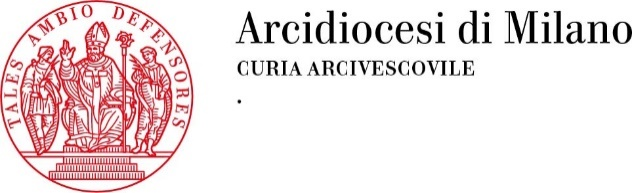 TALES AMBIO DEFENSORES
Arcidiocesi di Milano
CURIA ARCIVESCOVILE
.